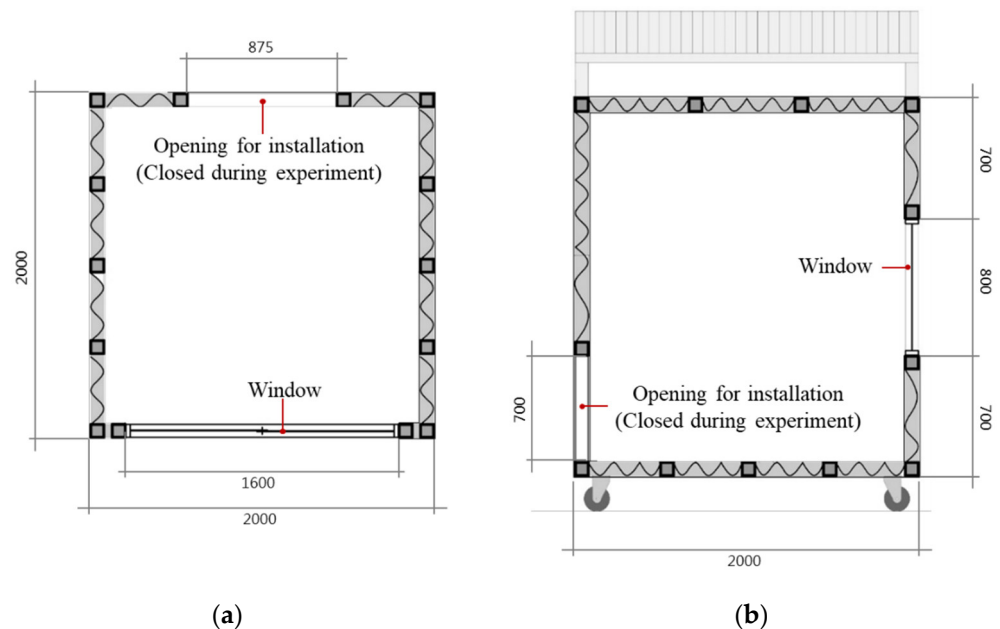 875
Opening for installation
(Closed during experiment)
2000
Window
1600
2000
(a)
700
Window
800
Opening for installation
(Closed during experiment)
700
700
2000
(b)